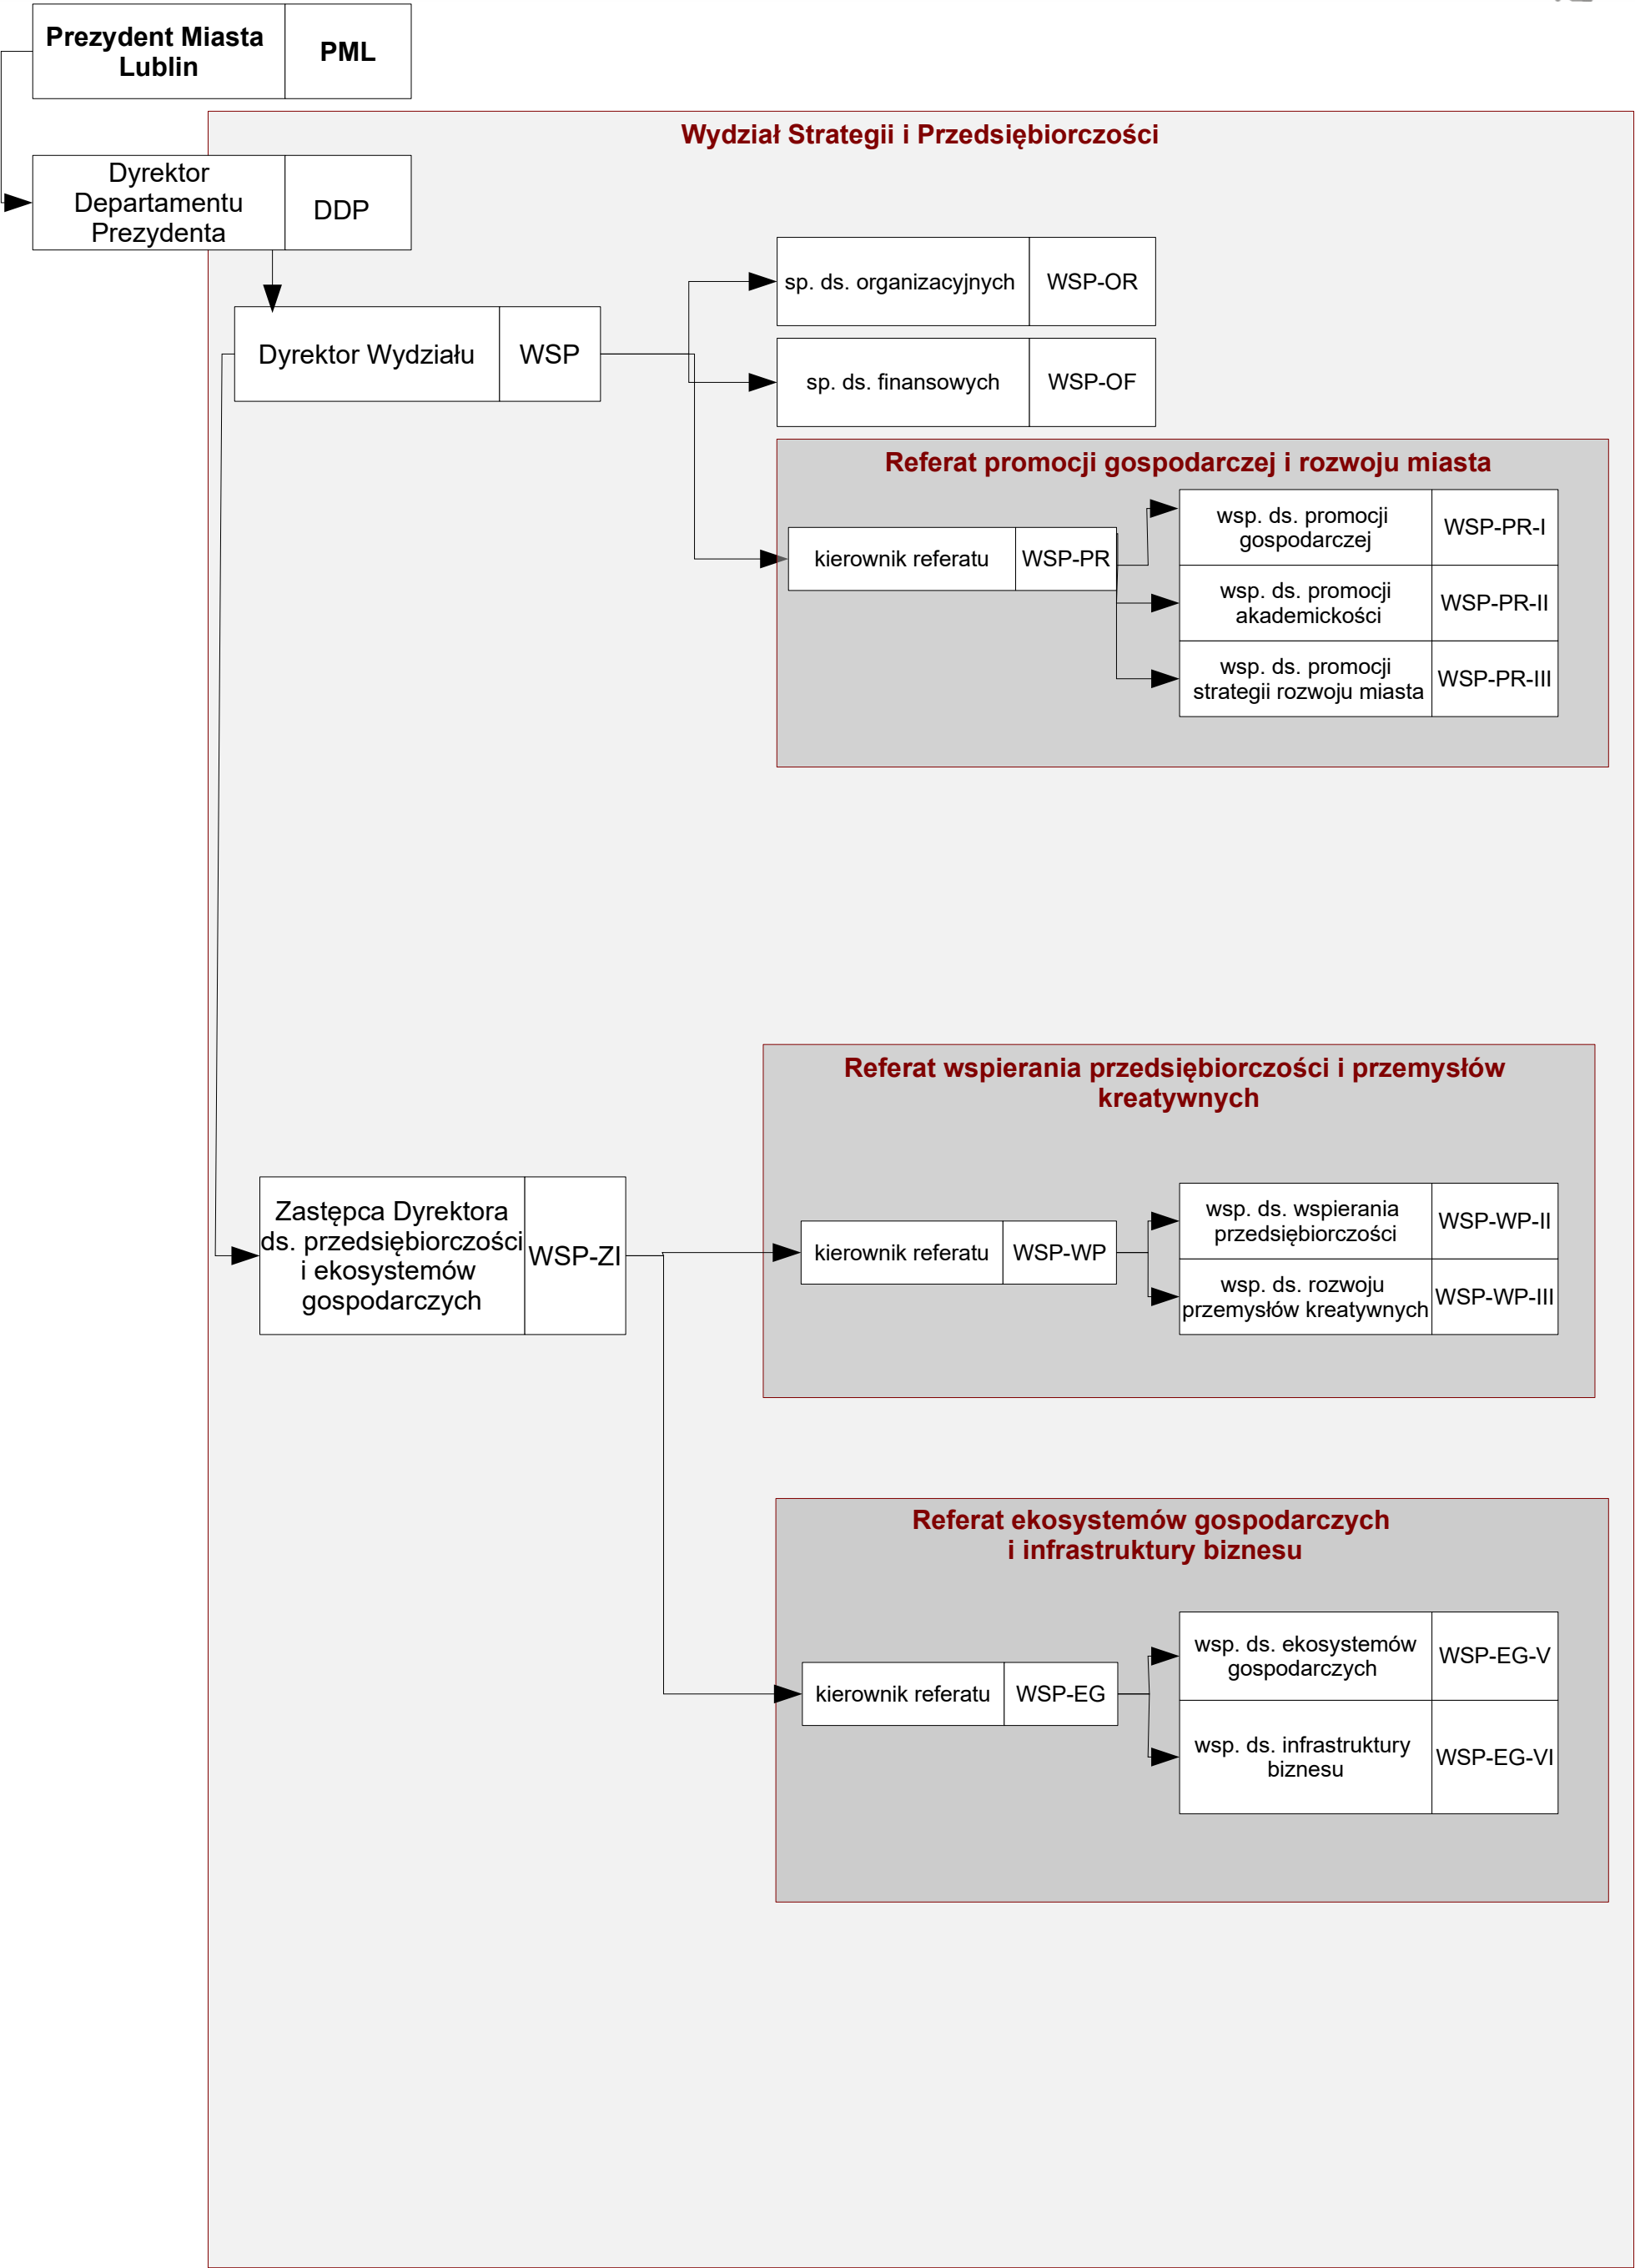 Prezydent Miasta
Lublin
PML
Wydział Strategii i Przedsiębiorczości
Dyrektor
Departamentu
Prezydenta
DDP
sp. ds. organizacyjnych
WSP-OR
Dyrektor Wydziału
WSP
sp. ds. finansowych
WSP-OF
Referat promocji gospodarczej i rozwoju miasta
kierownik referatu
WSP-PR
wsp. ds. promocji
gospodarczej
WSP-PR-I
wsp. ds. promocji
akademickości
WSP-PR-II
wsp. ds. promocji
strategii rozwoju miasta
WSP-PR-III
Referat wspierania przedsiębiorczości i przemysłów
kreatywnych
Zastępca Dyrektora
ds. przedsiębiorczości
i ekosystemów
gospodarczych
WSP-ZI
kierownik referatu
WSP-WP
wsp. ds. wspierania
przedsiębiorczości
WSP-WP-II
wsp. ds. rozwoju
przemysłów kreatywnych
WSP-WP-III
Referat ekosystemów gospodarczych
i infrastruktury biznesu
kierownik referatu
WSP-EG
wsp. ds. ekosystemów
gospodarczych
WSP-EG-V
wsp. ds. infrastruktury
biznesu
WSP-EG-VI